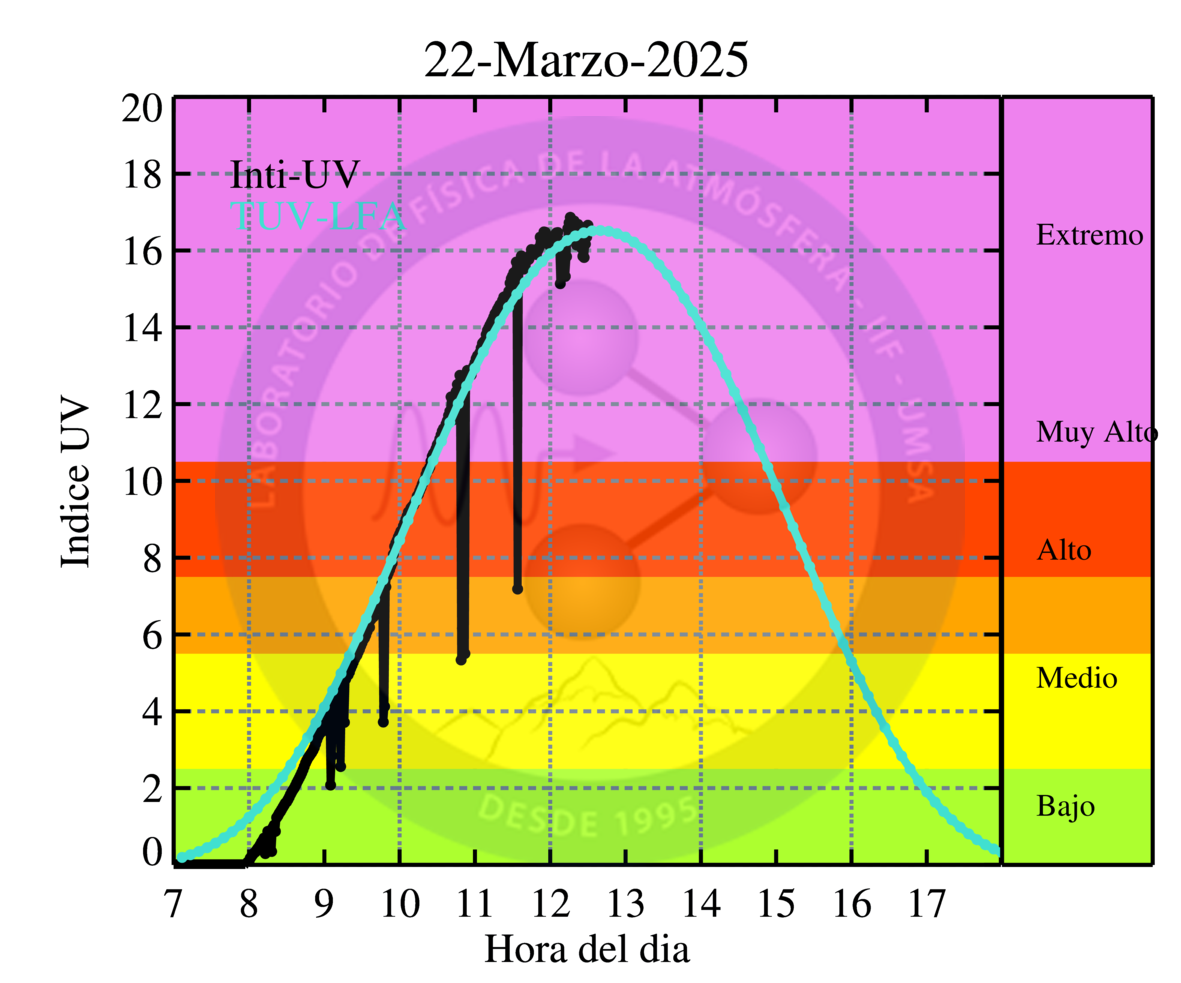 22-Marzo-2025
20
18
16
14
12
10
8
6
4
2
0
Indice UV
Inti-UV
TUV-LFA
LABORATORIO DE FÍSICA DE LA ATMÓSFERA - IIF - UMSA
DESDE 1995
Extremo
Muy Alto
Alto
Medio
Bajo
7 8 9 10 11 12 13 14 15 16 17
Hora del dia